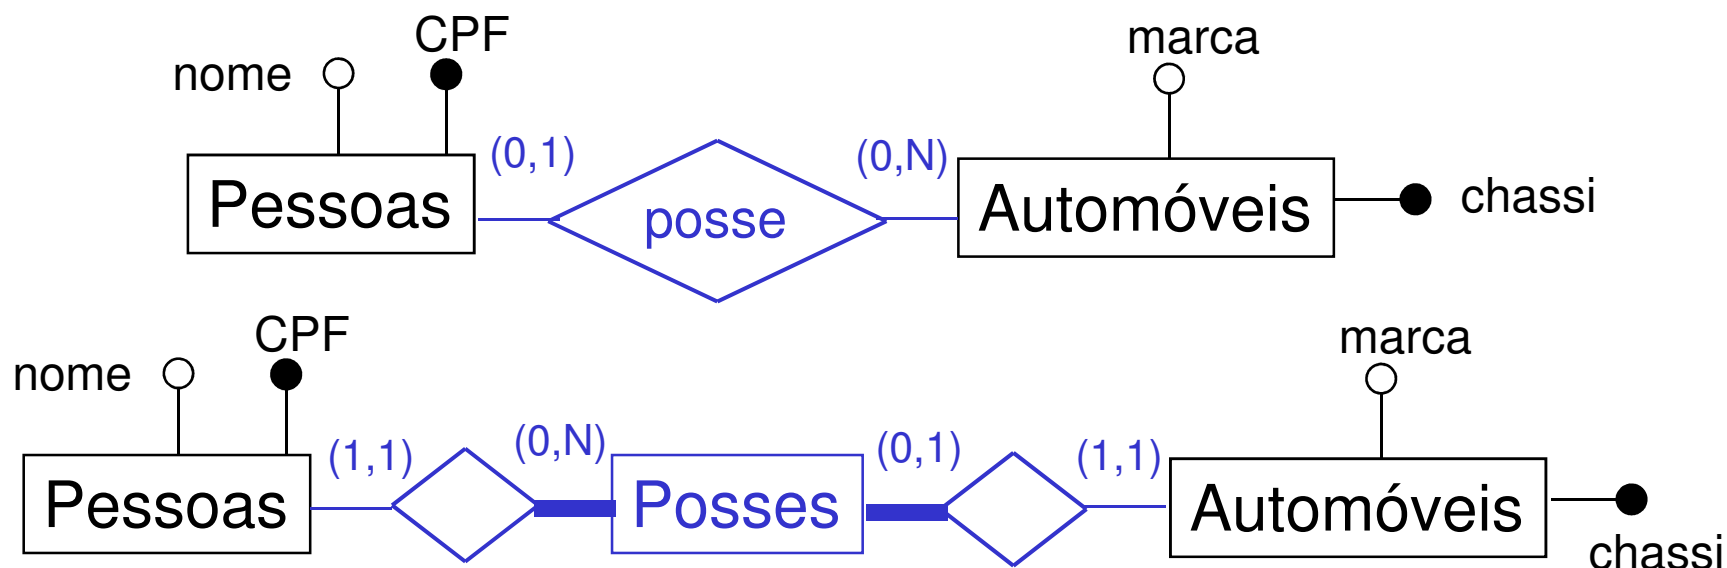 CPF
marca
nome
(0,1)
(0,N)
Pessoas
posse
Automóveis
chassi
CPF
marca
nome
(1,1)
(0,N)
(0,1)
(1,1)
Pessoas
Posses
Automóveis
chassi